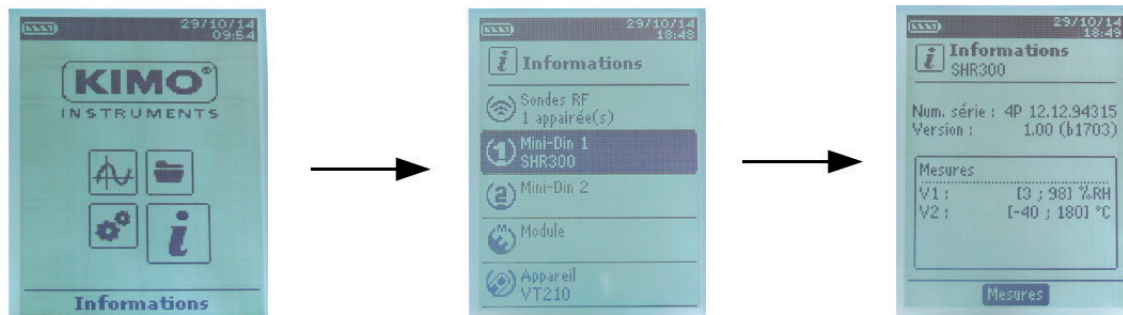 29/10/14
09:54
KIMO®
INSTRUMENTS
Informations
29/10/14
18:48
i Informations
Sondes RF
1 appairée(s)
1 Mini-Din 1
SHR300
2 Mini-Din 2
M Module
Appareil
VT210
29/10/14
18:49
i Informations
SHR300
Num. série : 4P 12.12.94315
Version : 1.00 (b1703)
Mesures
V1 : [3 ; 98] %RH
V2 : [-40 ; 180] °C
Mesures